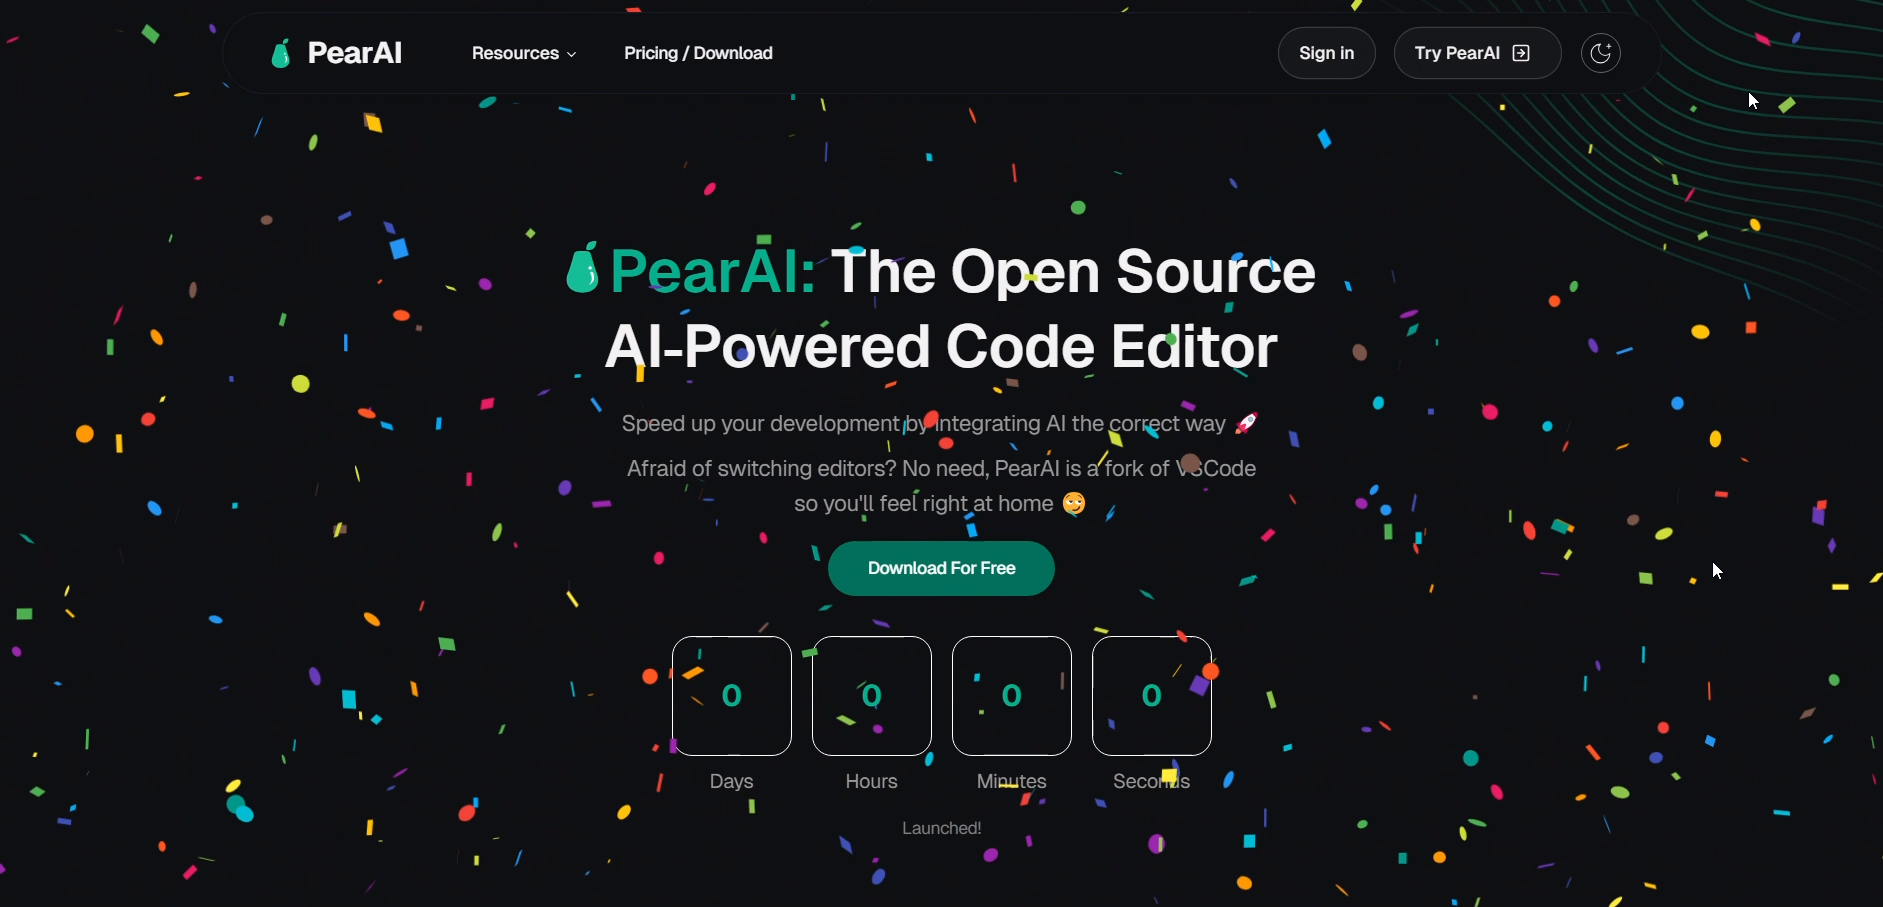 PearAI
Resources
Pricing / Download
Sign in
Try PearAI
PearAI: The Open Source
AI-Powered Code Editor
Speed up your development by integrating AI the correct way 🚀
Afraid of switching editors? No need, PearAI is a fork of VSCode
so you'll feel right at home 😌
Download For Free
0 0 0 0
Days Hours Minutes Seconds
Launched!